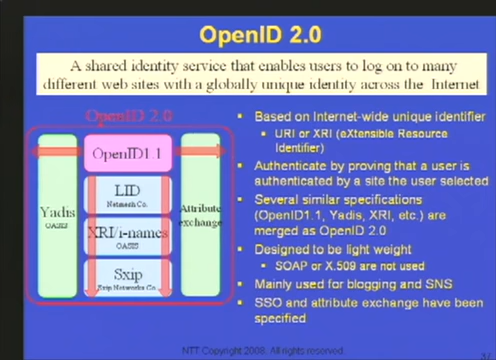 OpenID 2.0
A shared identity service that enables users to log on to many
different web sites with a globally unique identity across the Internet
OpenID 2.0
OpenID1.1
LID
Netmesh Co.
XRI/i-names
OASIS
Sxip
Sxip Networks Co.
Yadis
OASIS
Attribute
exchange
• Based on Internet-wide unique identifier
• URI or XRI (eXtensible Resource
Identifier)
• Authenticate by proving that a user is
authenticated by a site the user selected
• Several similar specifications
(OpenID1.1, Yadis, XRI, etc.) are
merged as OpenID 2.0
• Designed to be light weight
• SOAP or X.509 are not used
• Mainly used for blogging and SNS
• SSO and attribute exchange have been
specified
NTT Copyright 2008. All rights reserved.